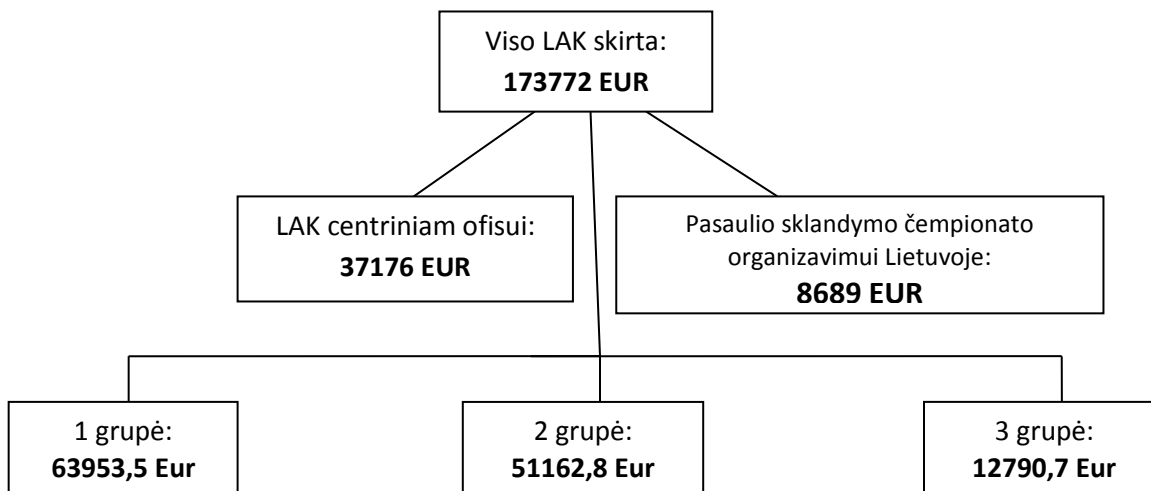 Viso LAK skirta:
173772 EUR
LAK centriniam ofisui:
37176 EUR
Pasaulio sklandymo čempionato
organizavimui Lietuvoje:
8689 EUR
1 grupė:
63953,5 Eur
2 grupė:
51162,8 Eur
3 grupė:
12790,7 Eur